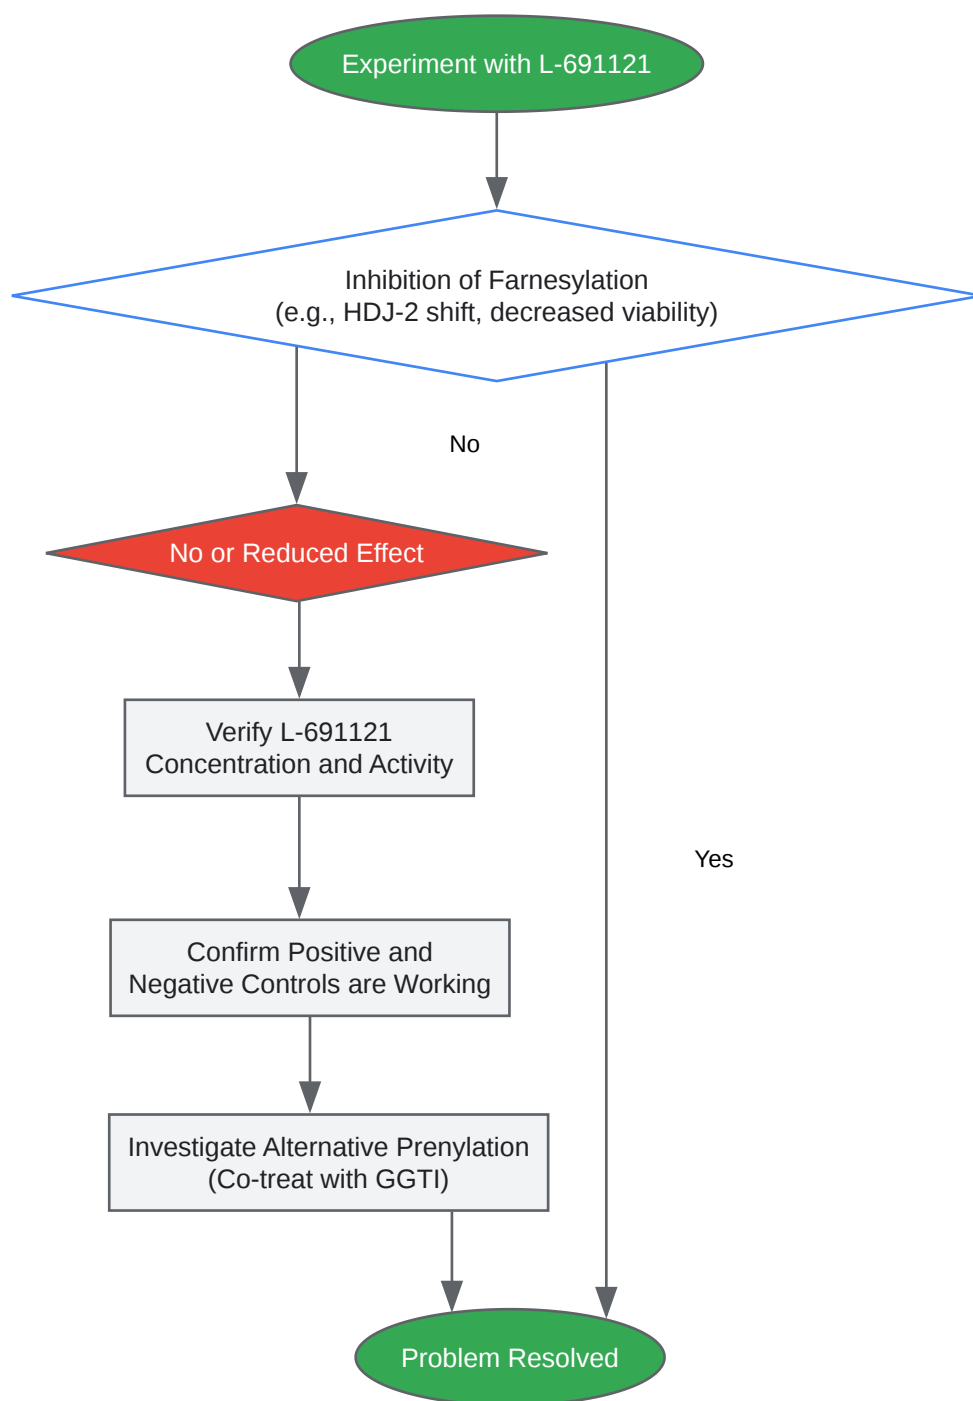 Experiment with L-691121
Inhibition of Farnesylation
(e.g., HDJ-2 shift, decreased viability)
No
No or Reduced Effect
Verify L-691121
Concentration and Activity
Yes
Confirm Positive and
Negative Controls are Working
Investigate Alternative Prenylation
(Co-treat with GGTI)
Problem Resolved